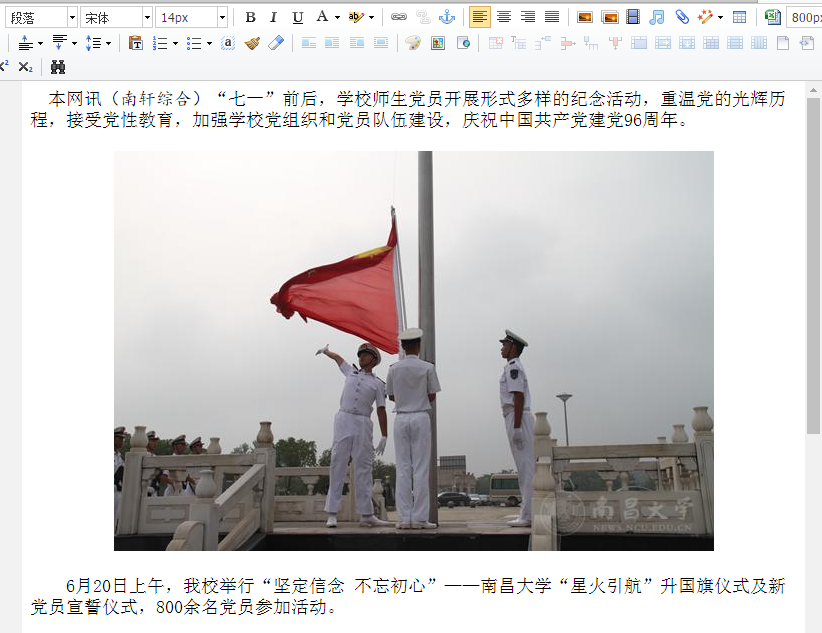 段落 宋体 14px B I U A ab 800px
a T
x² X₂
本网讯（南轩综合）“七一”前后，学校师生党员开展形式多样的纪念活动，重温党的光辉历
程，接受党性教育，加强学校党组织和党员队伍建设，庆祝中国共产党建党96周年。
南昌大学
NEWS.NCU.EDU.CN
6月20日上午，我校举行“坚定信念 不忘初心”——南昌大学“星火引航”升国旗仪式及新
党员宣誓仪式，800余名党员参加活动。